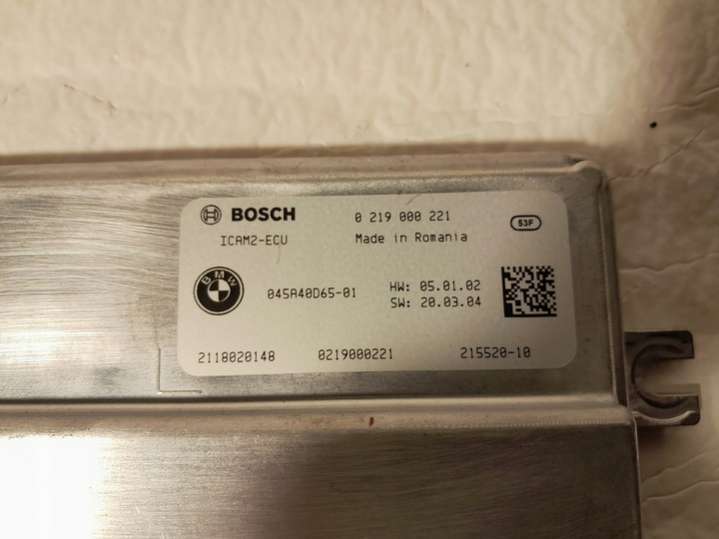 BOSCH 0 219 000 221 53F
ICAM2-ECU Made in Romania
BMW
045A40D65-01 HW: 05.01.02
SW: 20.03.04
2118020148 0219000221 215520-10